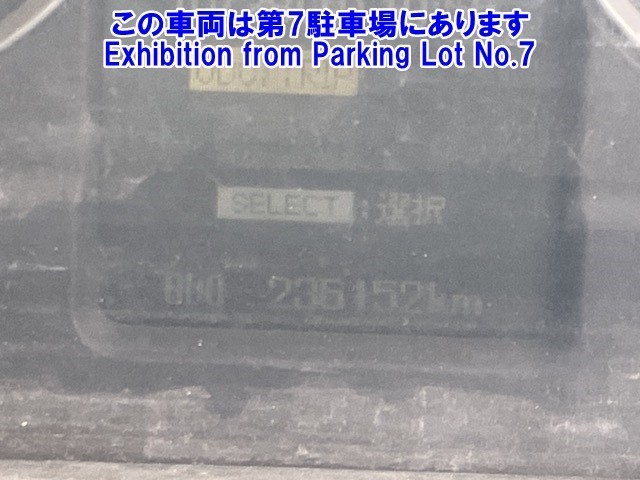 この車両は第7駐車場にあります
Exhibition from Parking Lot No.7
SELECT :選択
ODO 236152km